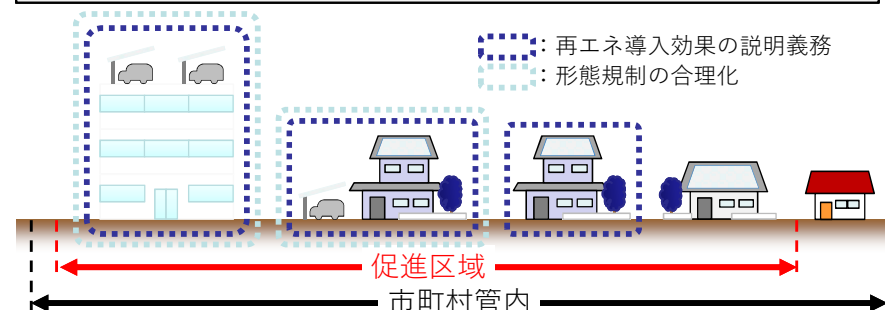 ：再エネ導入効果の説明義務
：形態規制の合理化
促進区域
市町村管内